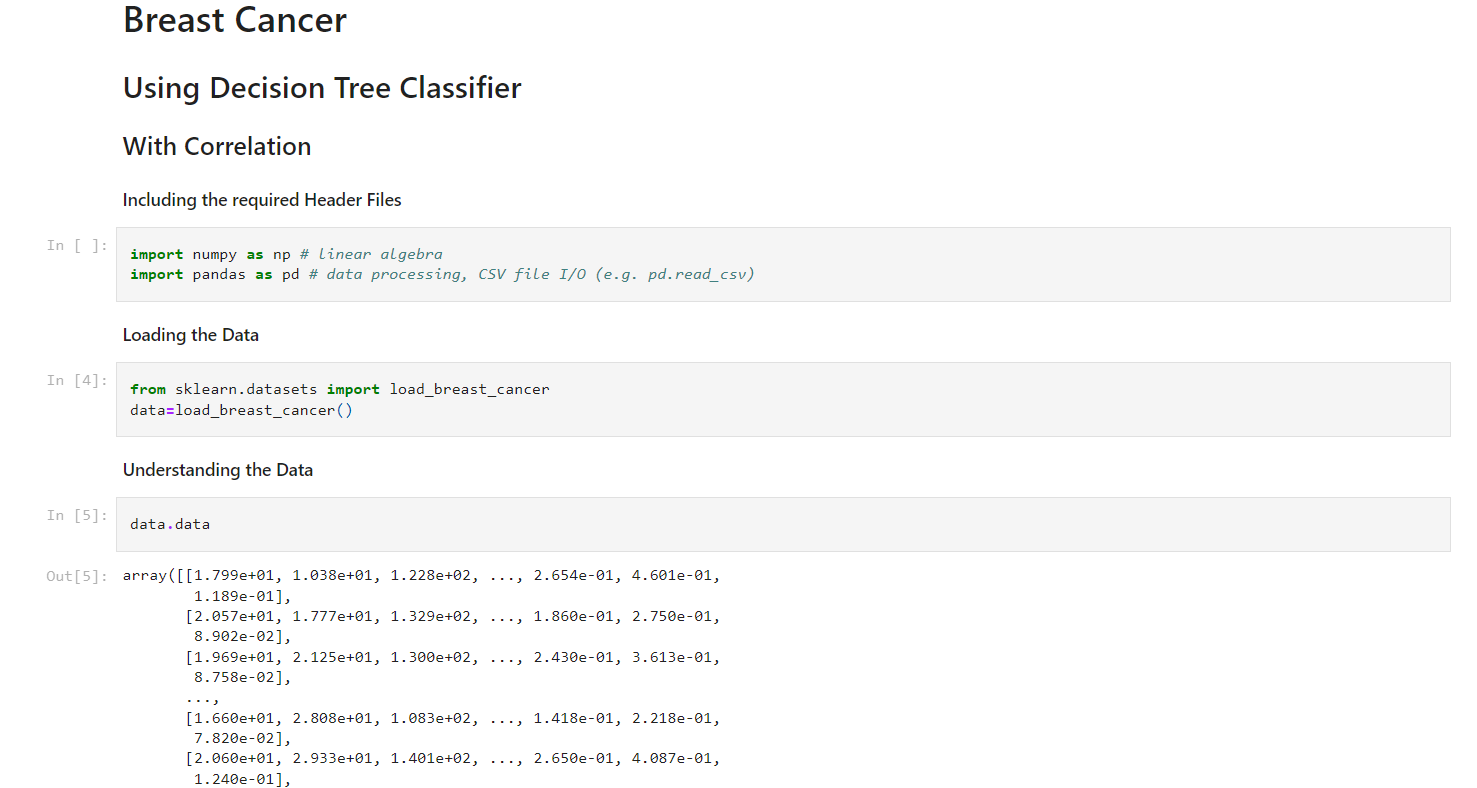 Breast Cancer
Using Decision Tree Classifier
With Correlation
Including the required Header Files
In [ ]:
import numpy as np # linear algebra
import pandas as pd # data processing, CSV file I/O (e.g. pd.read_csv)
Loading the Data
In [4]:
from sklearn.datasets import load_breast_cancer
data=load_breast_cancer()
Understanding the Data
In [5]:
data.data
Out[5]:
array([[1.799e+01, 1.038e+01, 1.228e+02, ..., 2.654e-01, 4.601e-01,
1.189e-01],
[2.057e+01, 1.777e+01, 1.329e+02, ..., 1.860e-01, 2.750e-01,
8.902e-02],
[1.969e+01, 2.125e+01, 1.300e+02, ..., 2.430e-01, 3.613e-01,
8.758e-02],
...,
[1.660e+01, 2.808e+01, 1.083e+02, ..., 1.418e-01, 2.218e-01,
7.820e-02],
[2.060e+01, 2.933e+01, 1.401e+02, ..., 2.650e-01, 4.087e-01,
1.240e-01],